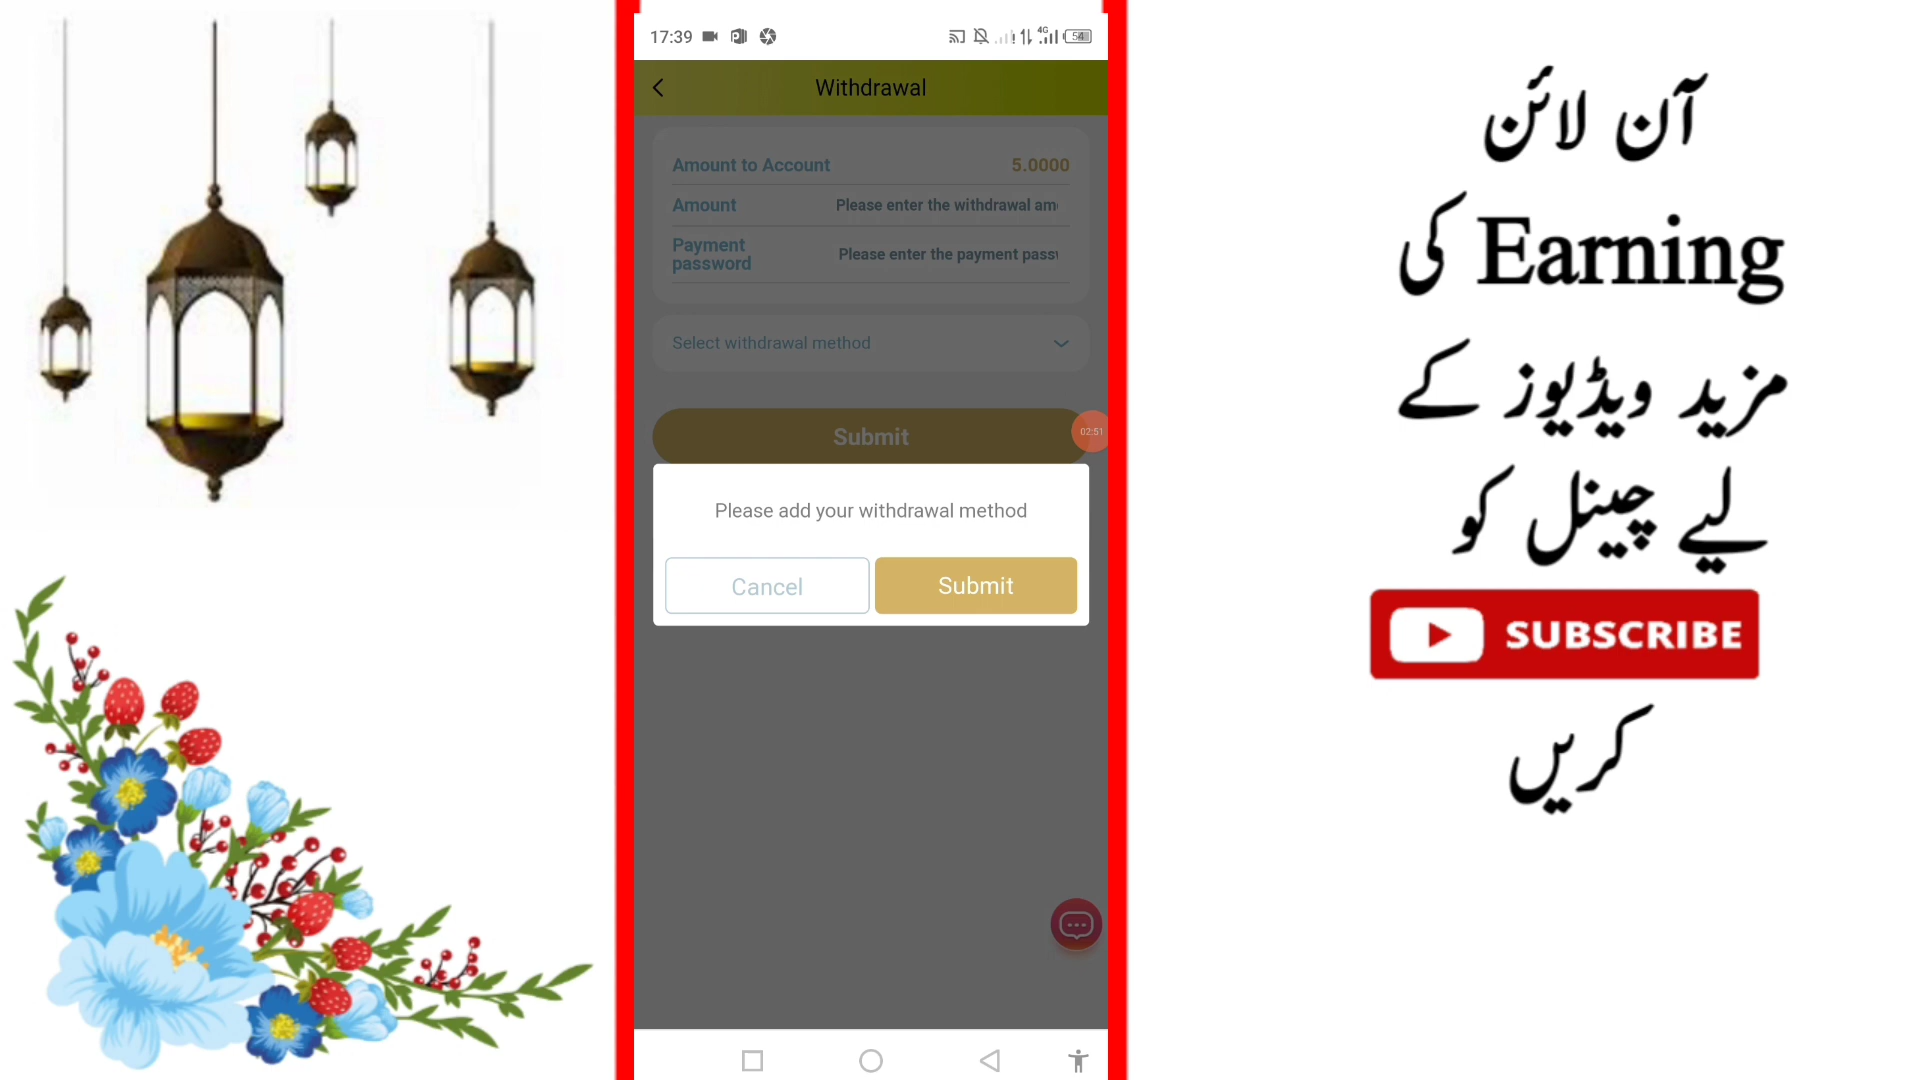 17:39
4G
54
Withdrawal
Amount to Account 5.0000
Amount Please enter the withdrawal am
Payment password Please enter the payment pass
Select withdrawal method
Submit
02:51
Please add your withdrawal method
Cancel Submit
آن لائن
Earning کی
مزید ویڈیوز کے
لیے چینل کو
SUBSCRIBE
کریں